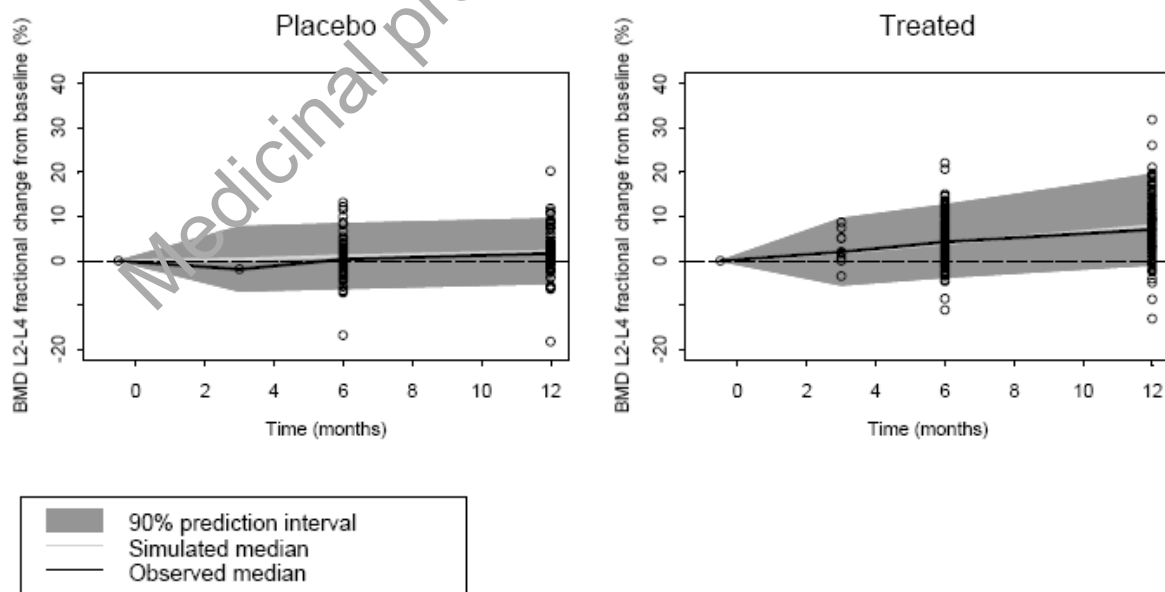 Medicinal pro
Placebo
BMD L2-L4 fractional change from baseline (%)
40
30
20
10
0
-20
0 2 4 6 8 10 12
Time (months)
Treated
BMD L2-L4 fractional change from baseline (%)
40
30
20
10
0
-20
0 2 4 6 8 10 12
Time (months)
90% prediction interval
Simulated median
Observed median